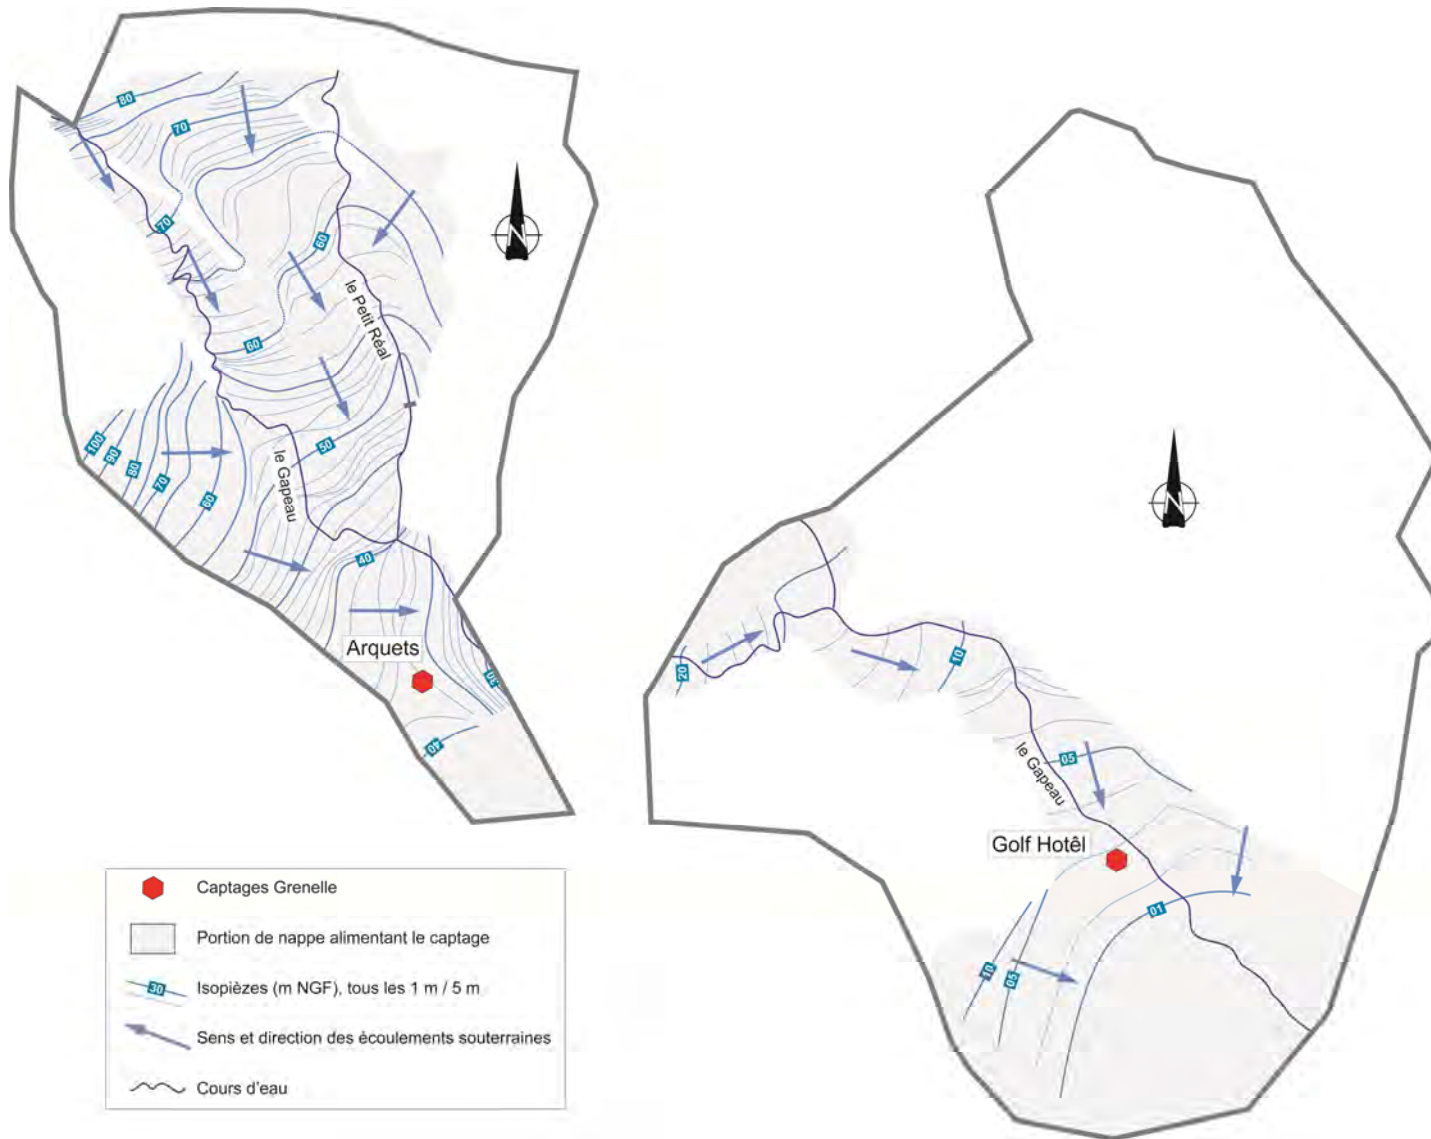 80
70
70
60
le Petit Réal
60
50
100
90
80
70
60
le Gapeau
40
Arquets
30
40
N
N
20
10
05
le Gapeau
Golf Hotêl
01
10
05
Captages Grenelle
Portion de nappe alimentant le captage
30
Isopièzes (m NGF), tous les 1 m / 5 m
Sens et direction des écoulements souterraines
Cours d'eau